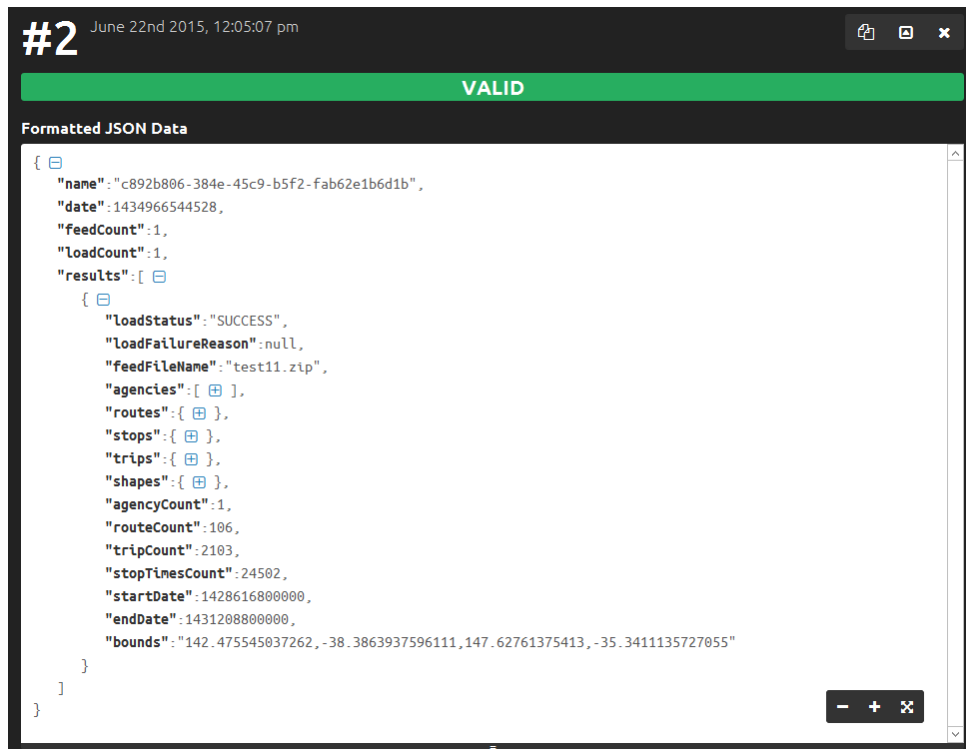 #2 June 22nd 2015, 12:05:07 pm
VALID
Formatted JSON Data
{
"name":"c892b806-384e-45c9-b5f2-fab62e1b6d1b",
"date":1434966544528,
"feedCount":1,
"loadCount":1,
"results":[
{
"loadStatus":"SUCCESS",
"loadFailureReason":null,
"feedFileName":"test11.zip",
"agencies":[ ],
"routes":{ },
"stops":{ },
"trips":{ },
"shapes":{ },
"agencyCount":1,
"routeCount":106,
"tripCount":2103,
"stopTimesCount":24502,
"startDate":1428616800000,
"endDate":1431208800000,
"bounds":"142.475545037262,-38.3863937596111,147.62761375413,-35.3411135727055"
}
]
}